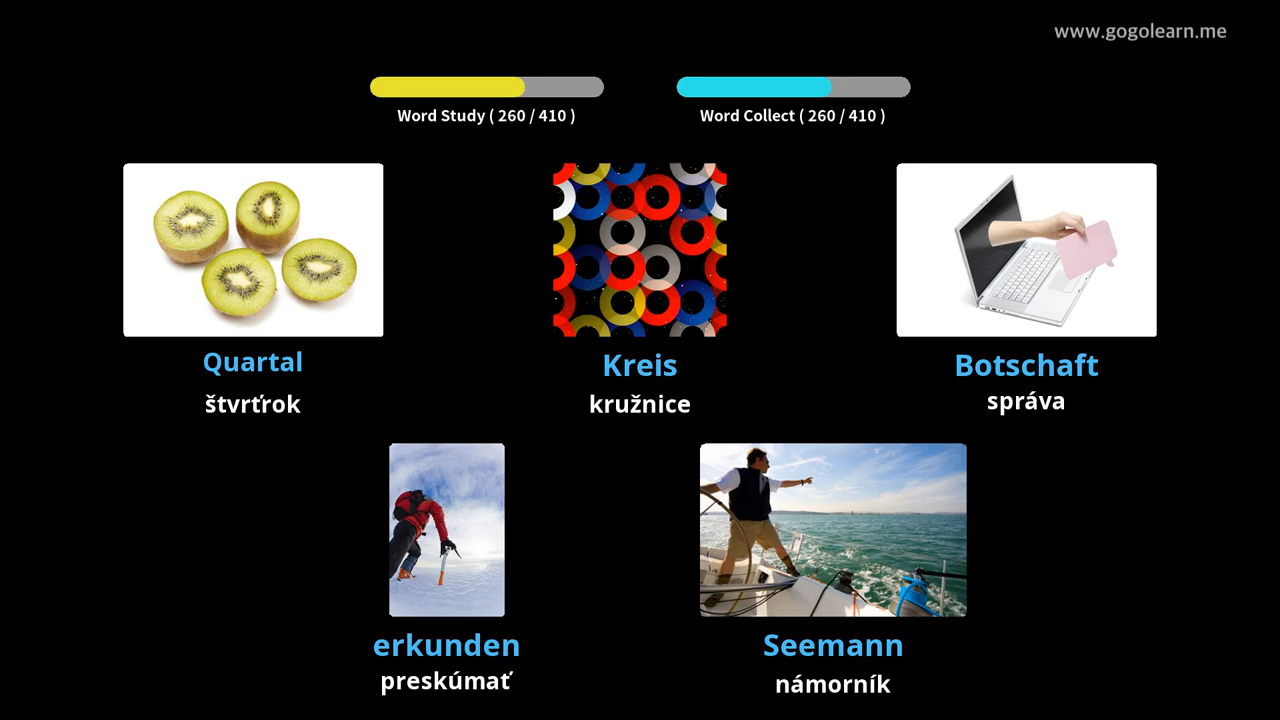 www.gogolearn.me
Word Study ( 260 / 410 )
Word Collect ( 260 / 410 )
Quartal
štvrťrok
Kreis
kružnice
Botschaft
správa
erkunden
preskúmať
Seemann
námorník